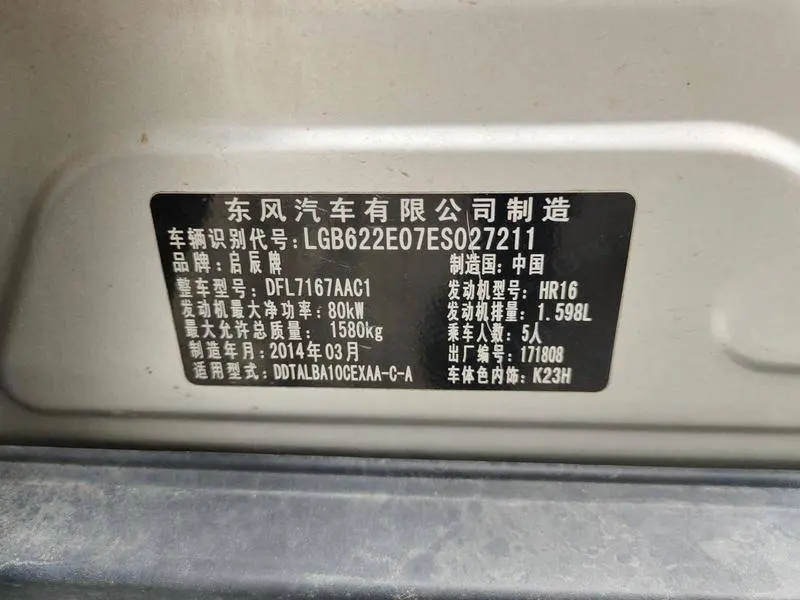 东风汽车有限公司制造
车辆识别代号:LGB622E07ES027211
品牌:启辰牌 制造国:中国
整车型号:DFL7167AAC1 发动机型号:HR16
发动机最大净功率:80kW 发动机排量:1.598L
最大允许总质量: 1580kg 乘车人数:5人
制造年月:2014年03月 出厂编号:171808
适用型式:DDTALBA10CEXAA-C-A 车体色内饰:K23H